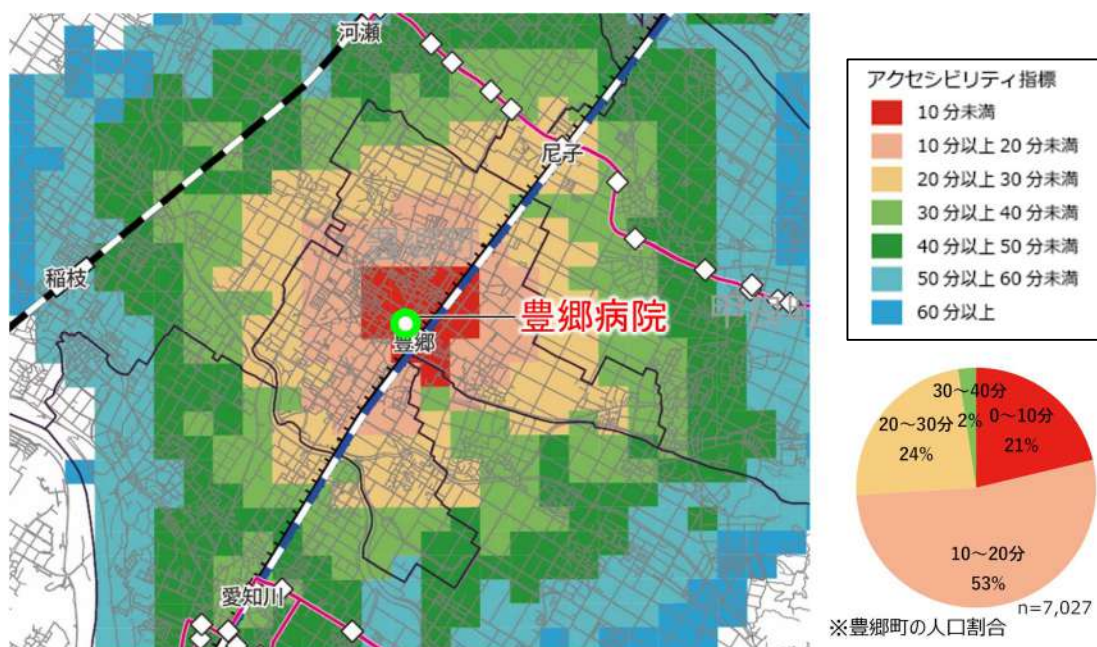 河瀬
尼子
稲枝
豊郷病院
豊郷
愛知川
アクセシビリティ指標
10分未満
10分以上20分未満
20分以上30分未満
30分以上40分未満
40分以上50分未満
50分以上60分未満
60分以上
30~40分
2%
0~10分
21%
20~30分
24%
10~20分
53%
n=7,027
※豊郷町の人口割合